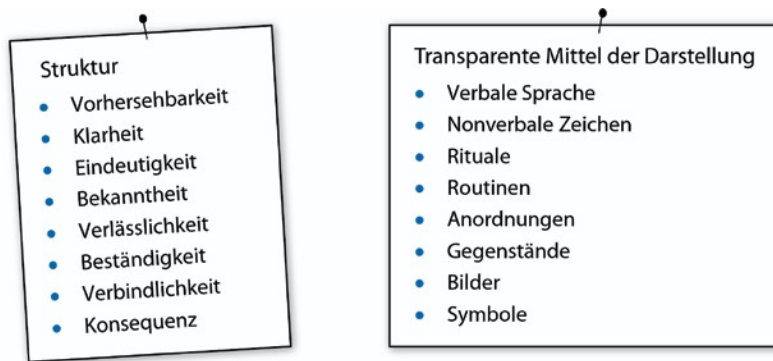 Struktur
• Vorhersehbarkeit
• Klarheit
• Eindeutigkeit
• Bekanntheit
• Verlässlichkeit
• Beständigkeit
• Verbindlichkeit
• Konsequenz
Transparente Mittel der Darstellung
• Verbale Sprache
• Nonverbale Zeichen
• Rituale
• Routinen
• Anordnungen
• Gegenstände
• Bilder
• Symbole